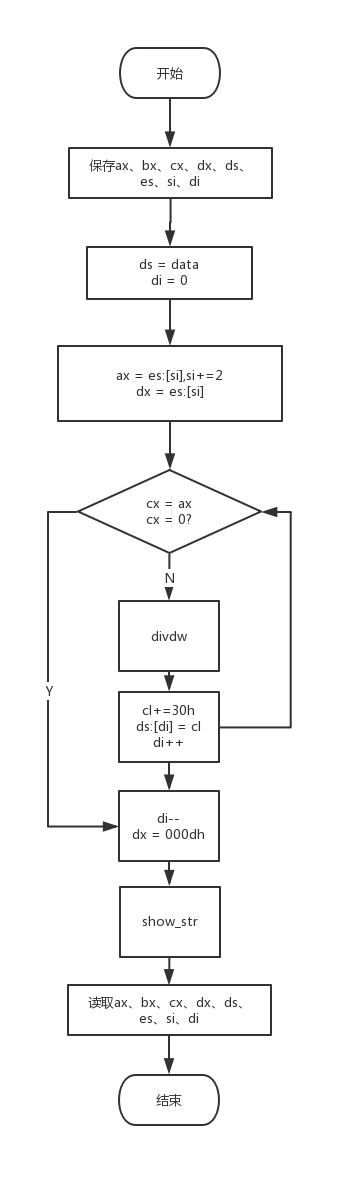 开始
保存ax、bx、cx、dx、ds、
es、si、di
ds = data
di = 0
ax = es:[si],si+=2
dx = es:[si]
cx = ax
cx = 0?
N
divdw
Y
cl+=30h
ds:[di] = cl
di++
di--
dx = 000dh
show_str
读取ax、bx、cx、dx、ds、
es、si、di
结束